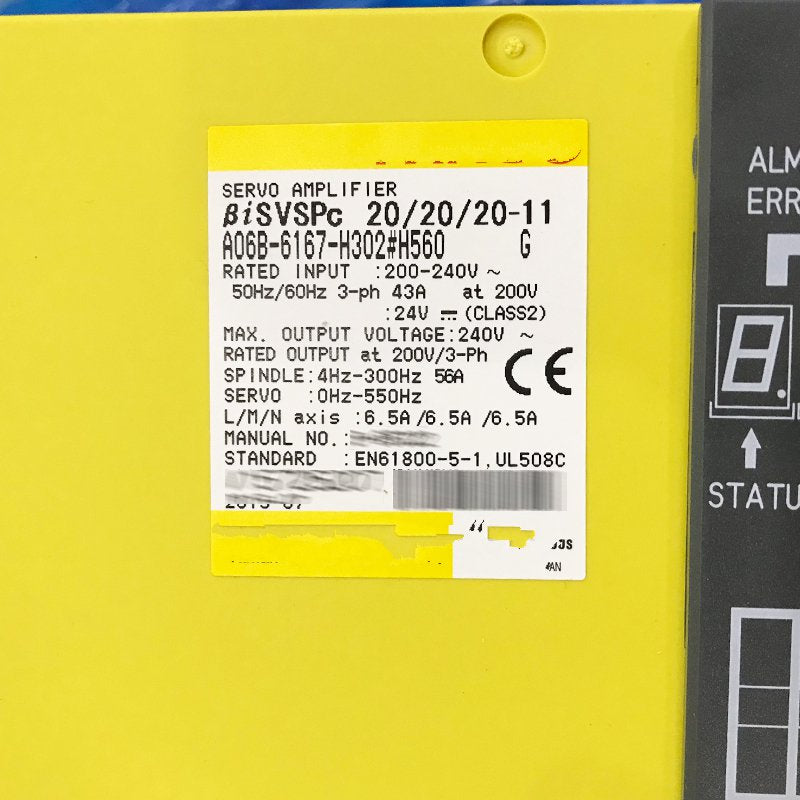 SERVO AMPLIFIER
βiSVSPc 20/20/20-11
A06B-6167-H302#H560 G
RATED INPUT :200-240V ~
50Hz/60Hz 3-ph 43A at 200V
:24V ⎓ (CLASS2)
MAX. OUTPUT VOLTAGE:240V ~
RATED OUTPUT at 200V/3-Ph
SPINDLE:4Hz-300Hz 56A
SERVO :0Hz-550Hz
CE
L/M/N axis :6.5A /6.5A /6.5A
MANUAL NO.:
STANDARD :EN61800-5-1,UL508C
ALM
ERR
8.
STATU